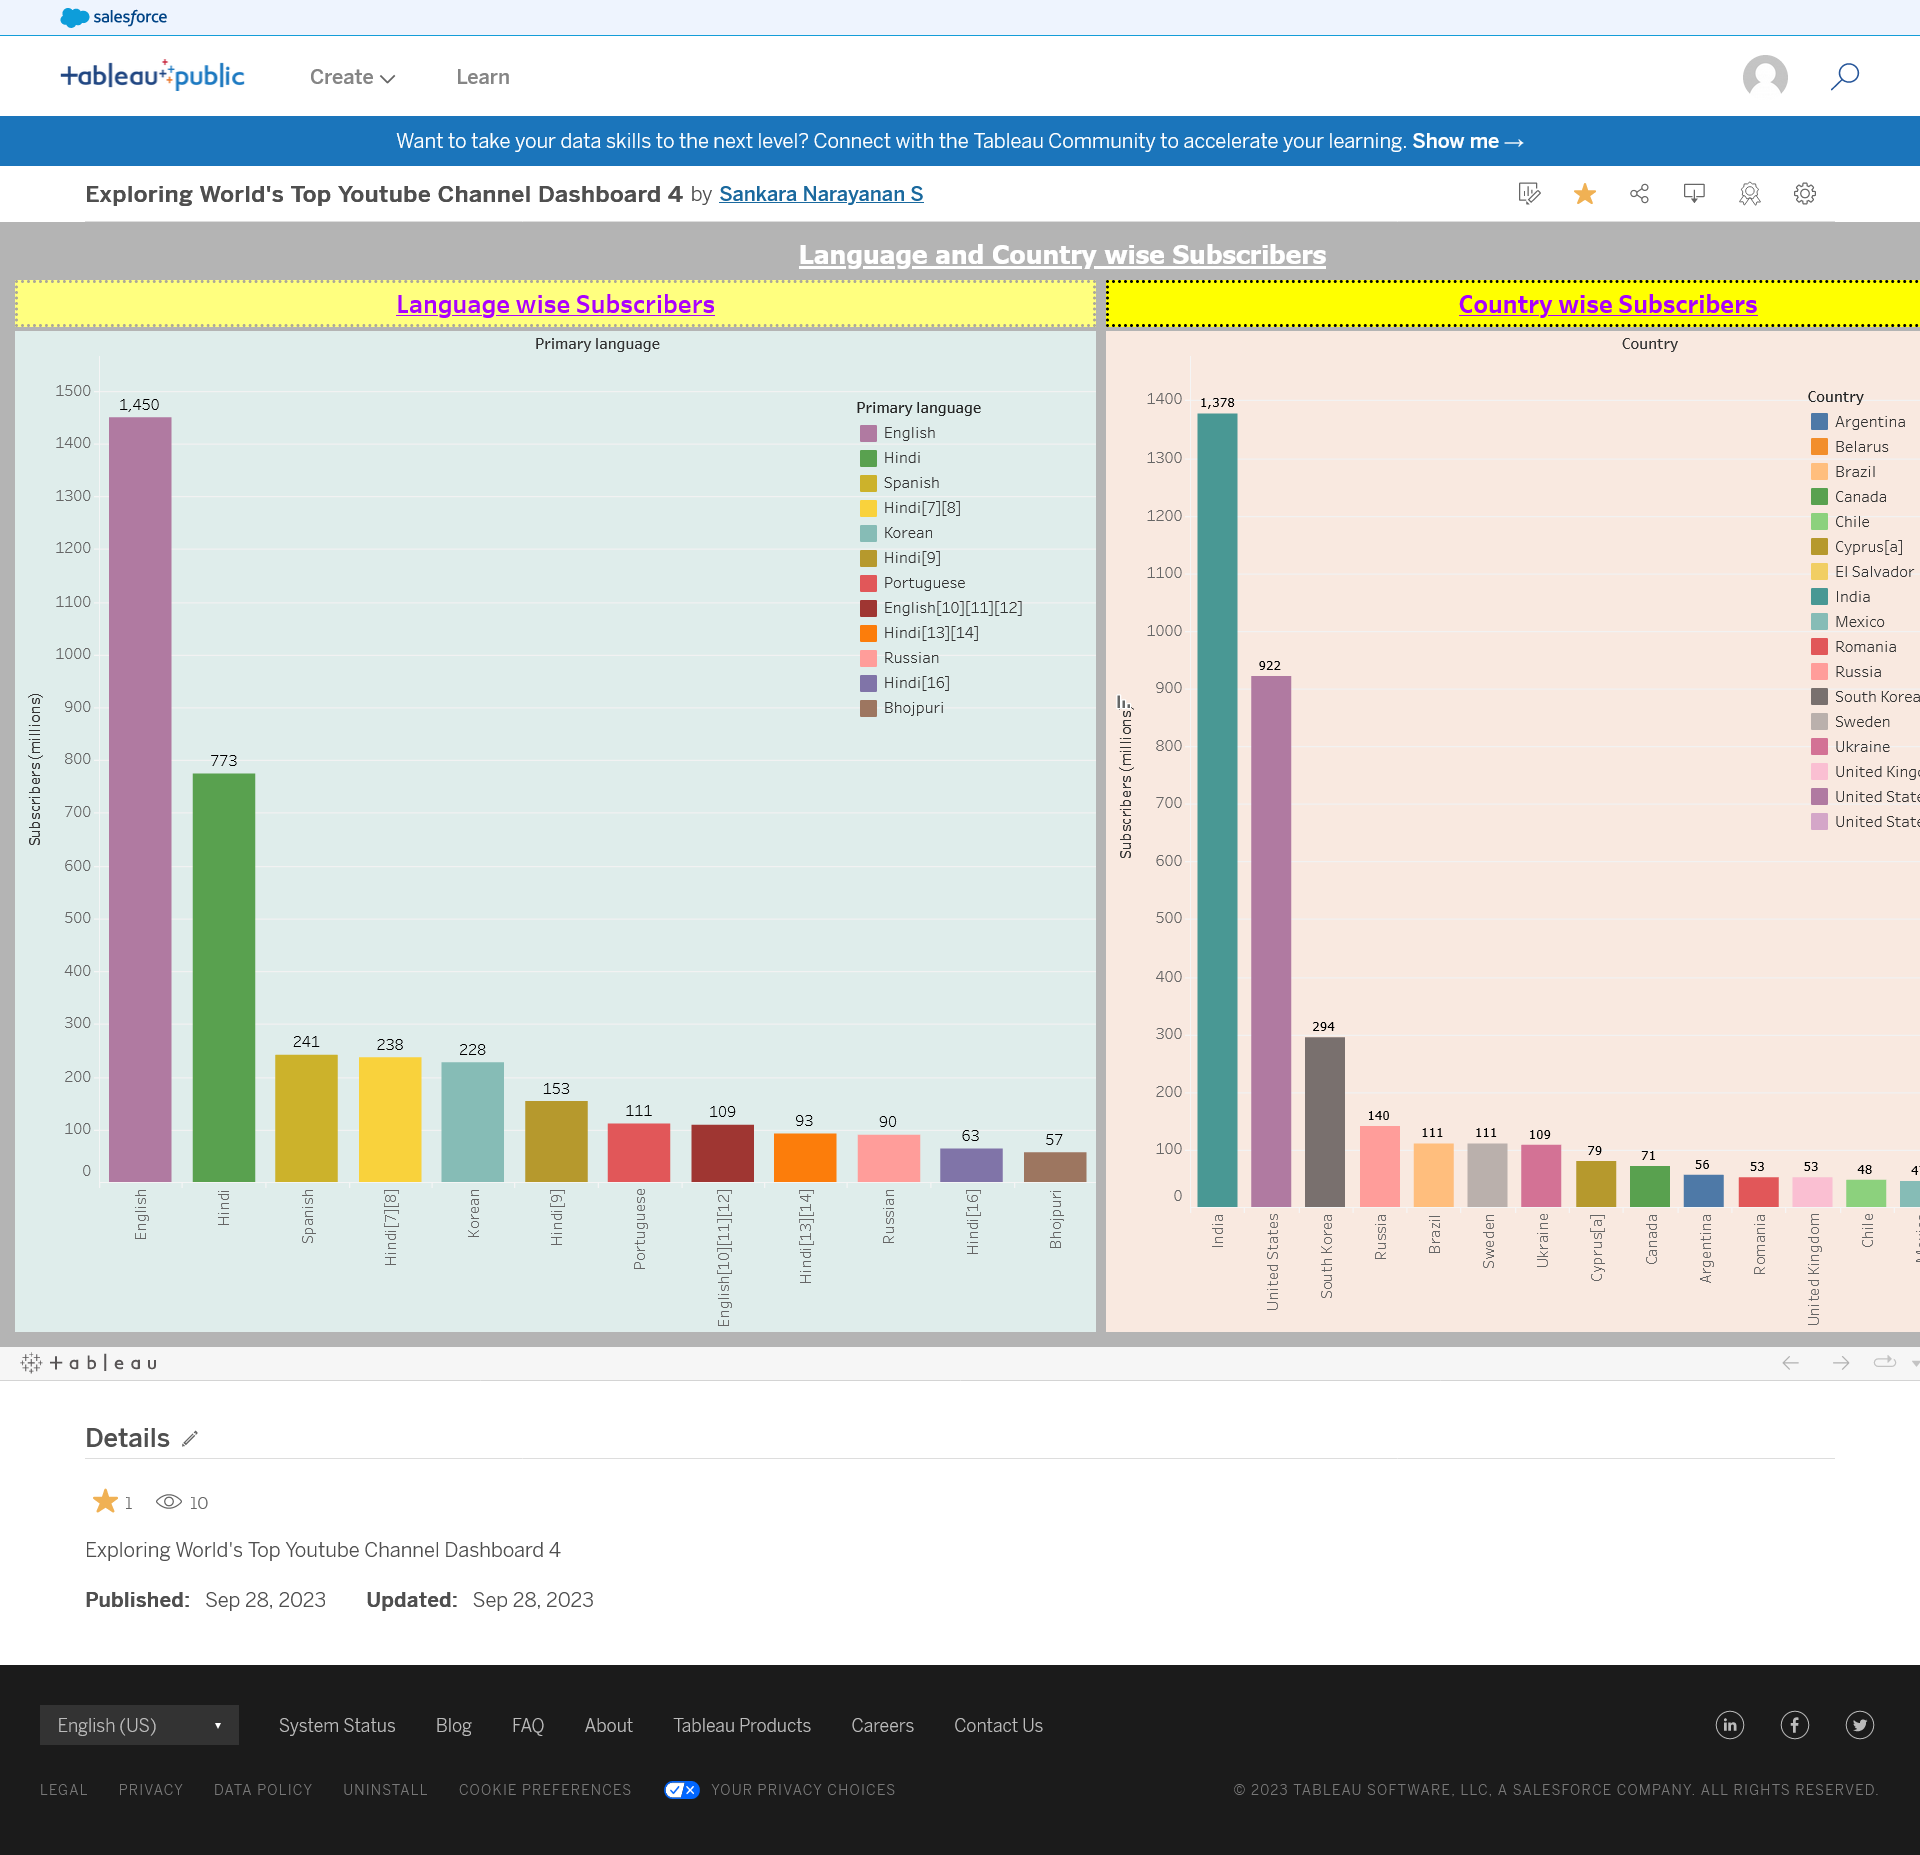 salesforce
tableau public
Create
Learn
Want to take your data skills to the next level? Connect with the Tableau Community to accelerate your learning. Show me →
Exploring World's Top Youtube Channel Dashboard 4 by Sankara Narayanan S
Language and Country wise Subscribers
Language wise Subscribers
Primary language
Subscribers (millions)
1500
1400
1300
1200
1100
1000
900
800
700
600
500
400
300
200
100
0
1,450
773
241
238
228
153
111
109
93
90
63
57
English
Hindi
Spanish
Hindi[7][8]
Korean
Hindi[9]
Portuguese
English[10][11][12]
Hindi[13][14]
Russian
Hindi[16]
Bhojpuri
Primary language
English
Hindi
Spanish
Hindi[7][8]
Korean
Hindi[9]
Portuguese
English[10][11][12]
Hindi[13][14]
Russian
Hindi[16]
Bhojpuri
Country wise Subscribers
Country
Subscribers (millions)
1400
1300
1200
1100
1000
900
800
700
600
500
400
300
200
100
0
1,378
922
294
140
111
111
109
79
71
56
53
53
48
India
United States
South Korea
Russia
Brazil
Sweden
Ukraine
Cyprus[a]
Canada
Argentina
Romania
United Kingdom
Chile
Country
Argentina
Belarus
Brazil
Canada
Chile
Cyprus[a]
El Salvador
India
Mexico
Romania
Russia
South Korea
Sweden
Ukraine
United
United
United
tableau
Details
1
10
Exploring World's Top Youtube Channel Dashboard 4
Published: Sep 28, 2023 Updated: Sep 28, 2023
English (US)
System Status
Blog
FAQ
About
Tableau Products
Careers
Contact Us
LEGAL
PRIVACY
DATA POLICY
UNINSTALL
COOKIE PREFERENCES
YOUR PRIVACY CHOICES
© 2023 TABLEAU SOFTWARE, LLC, A SALESFORCE COMPANY. ALL RIGHTS RESERVED.